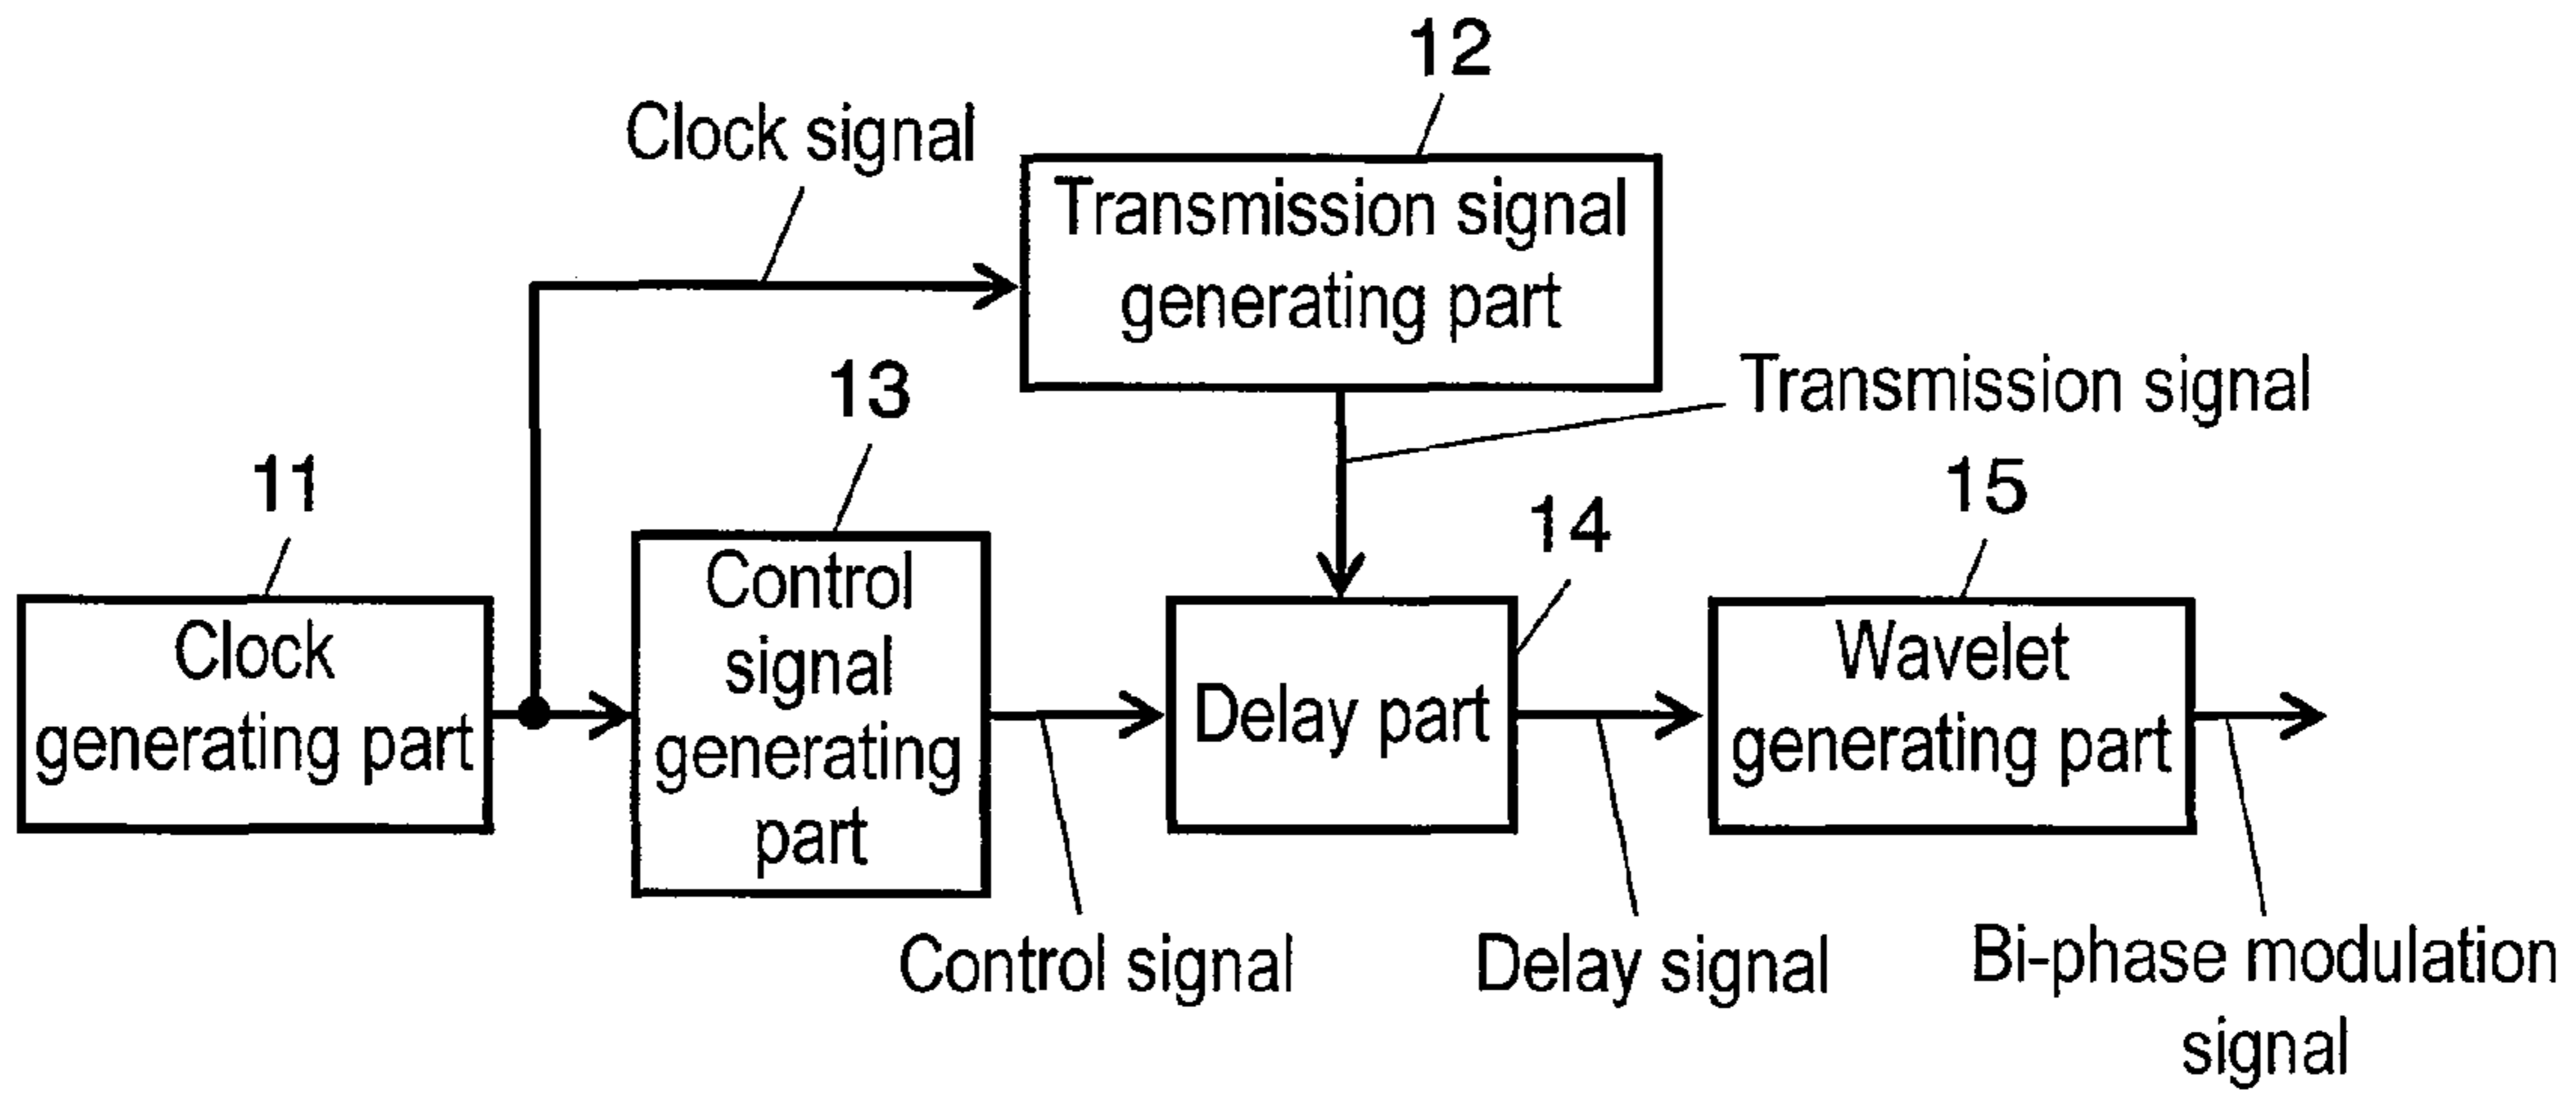 12
Clock signal
Transmission signal
generating part
13
Transmission signal
11
15
14
Control
signal
generating
part
Clock
generating part
Delay part
Wavelet
generating part
Control signal
Delay signal
Bi-phase modulation
signal